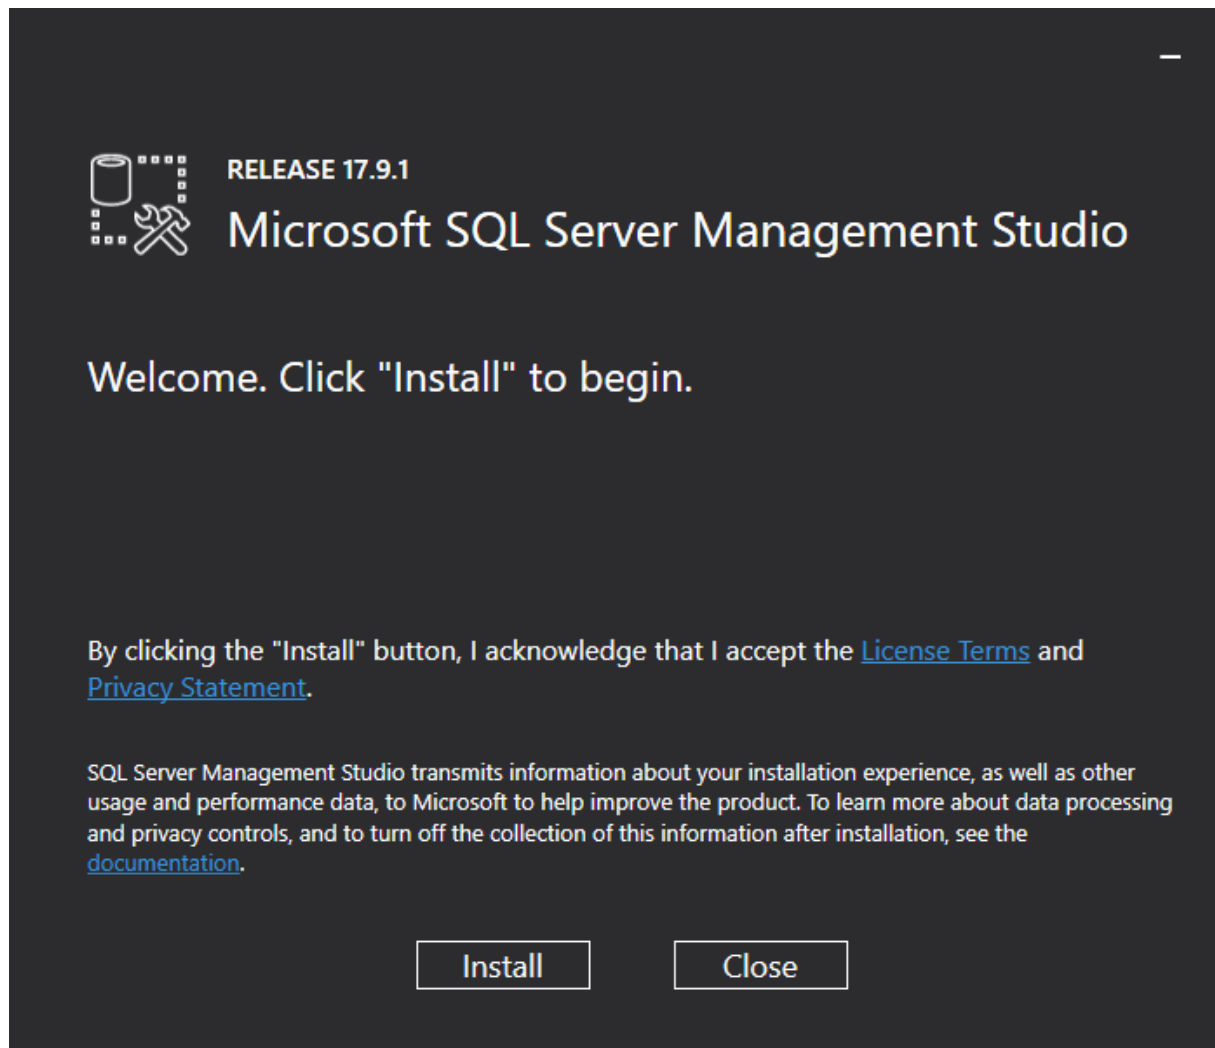 RELEASE 17.9.1
Microsoft SQL Server Management Studio
Welcome. Click "Install" to begin.
By clicking the "Install" button, I acknowledge that I accept the License Terms and
Privacy Statement.
SQL Server Management Studio transmits information about your installation experience, as well as other
usage and performance data, to Microsoft to help improve the product. To learn more about data processing
and privacy controls, and to turn off the collection of this information after installation, see the
documentation.
Install
Close